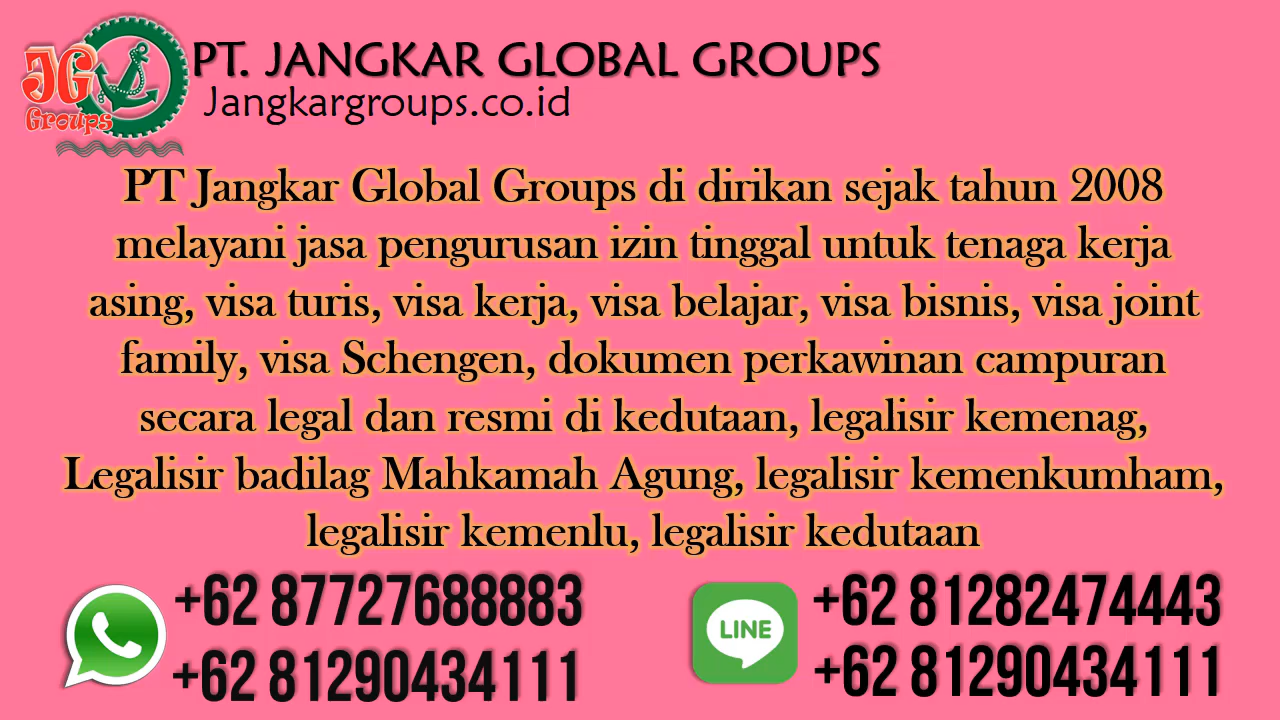 JG
Groups
PT. JANGKAR GLOBAL GROUPS
Jangkargroups.co.id
PT Jangkar Global Groups di dirikan sejak tahun 2008
melayani jasa pengurusan izin tinggal untuk tenaga kerja
asing, visa turis, visa kerja, visa belajar, visa bisnis, visa joint
family, visa Schengen, dokumen perkawinan campuran
secara legal dan resmi di kedutaan, legalisir kemenag,
Legalisir badilag Mahkamah Agung, legalisir kemenkumham,
legalisir kemenlu, legalisir kedutaan
+62 87727688883
+62 81290434111
LINE
+62 81282474443
+62 81290434111